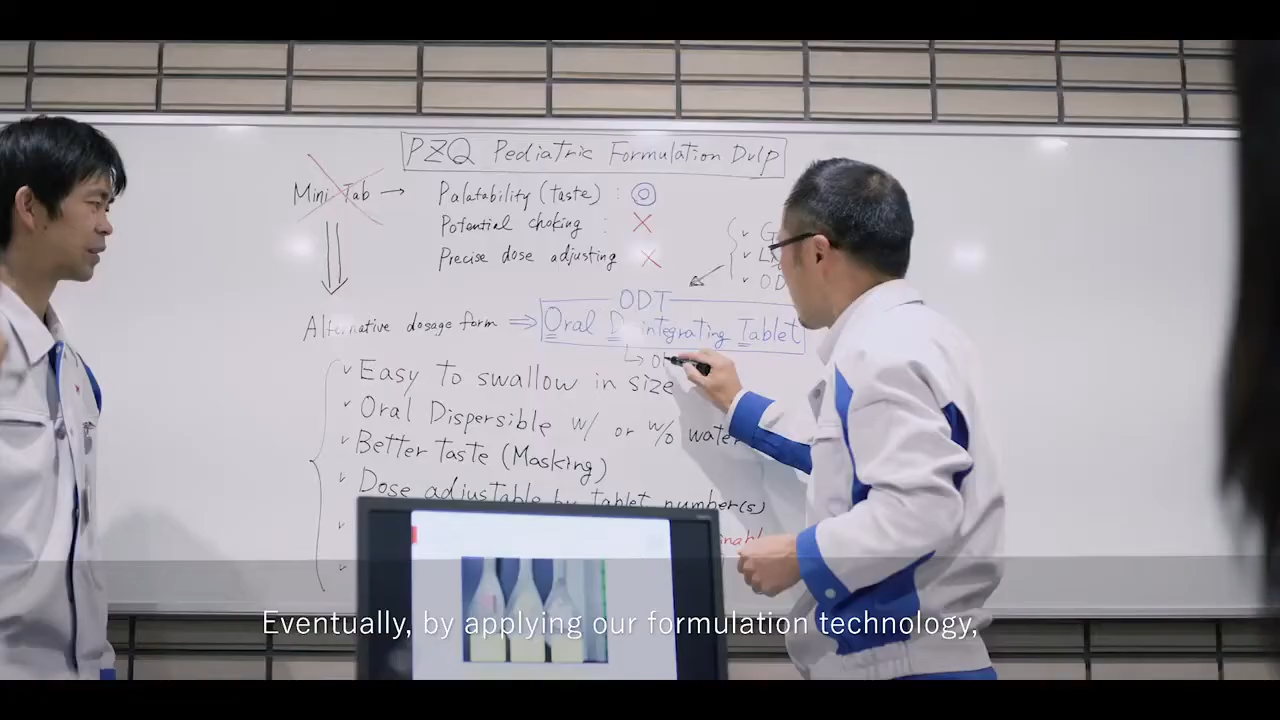 PZQ Pediatric Formulation Dvlp
Mini Tab → Palatability (taste) : ◎
Potential choking : ✕
Precise dose adjusting ✕
ODT
Alternative dosage form ⇒ Oral Tablet
Easy to swallow in size
Oral Dispersible w/ or w/o water
Better taste (Masking)
Dose adjustable by tablet number(s)
Eventually, by applying our formulation technology,